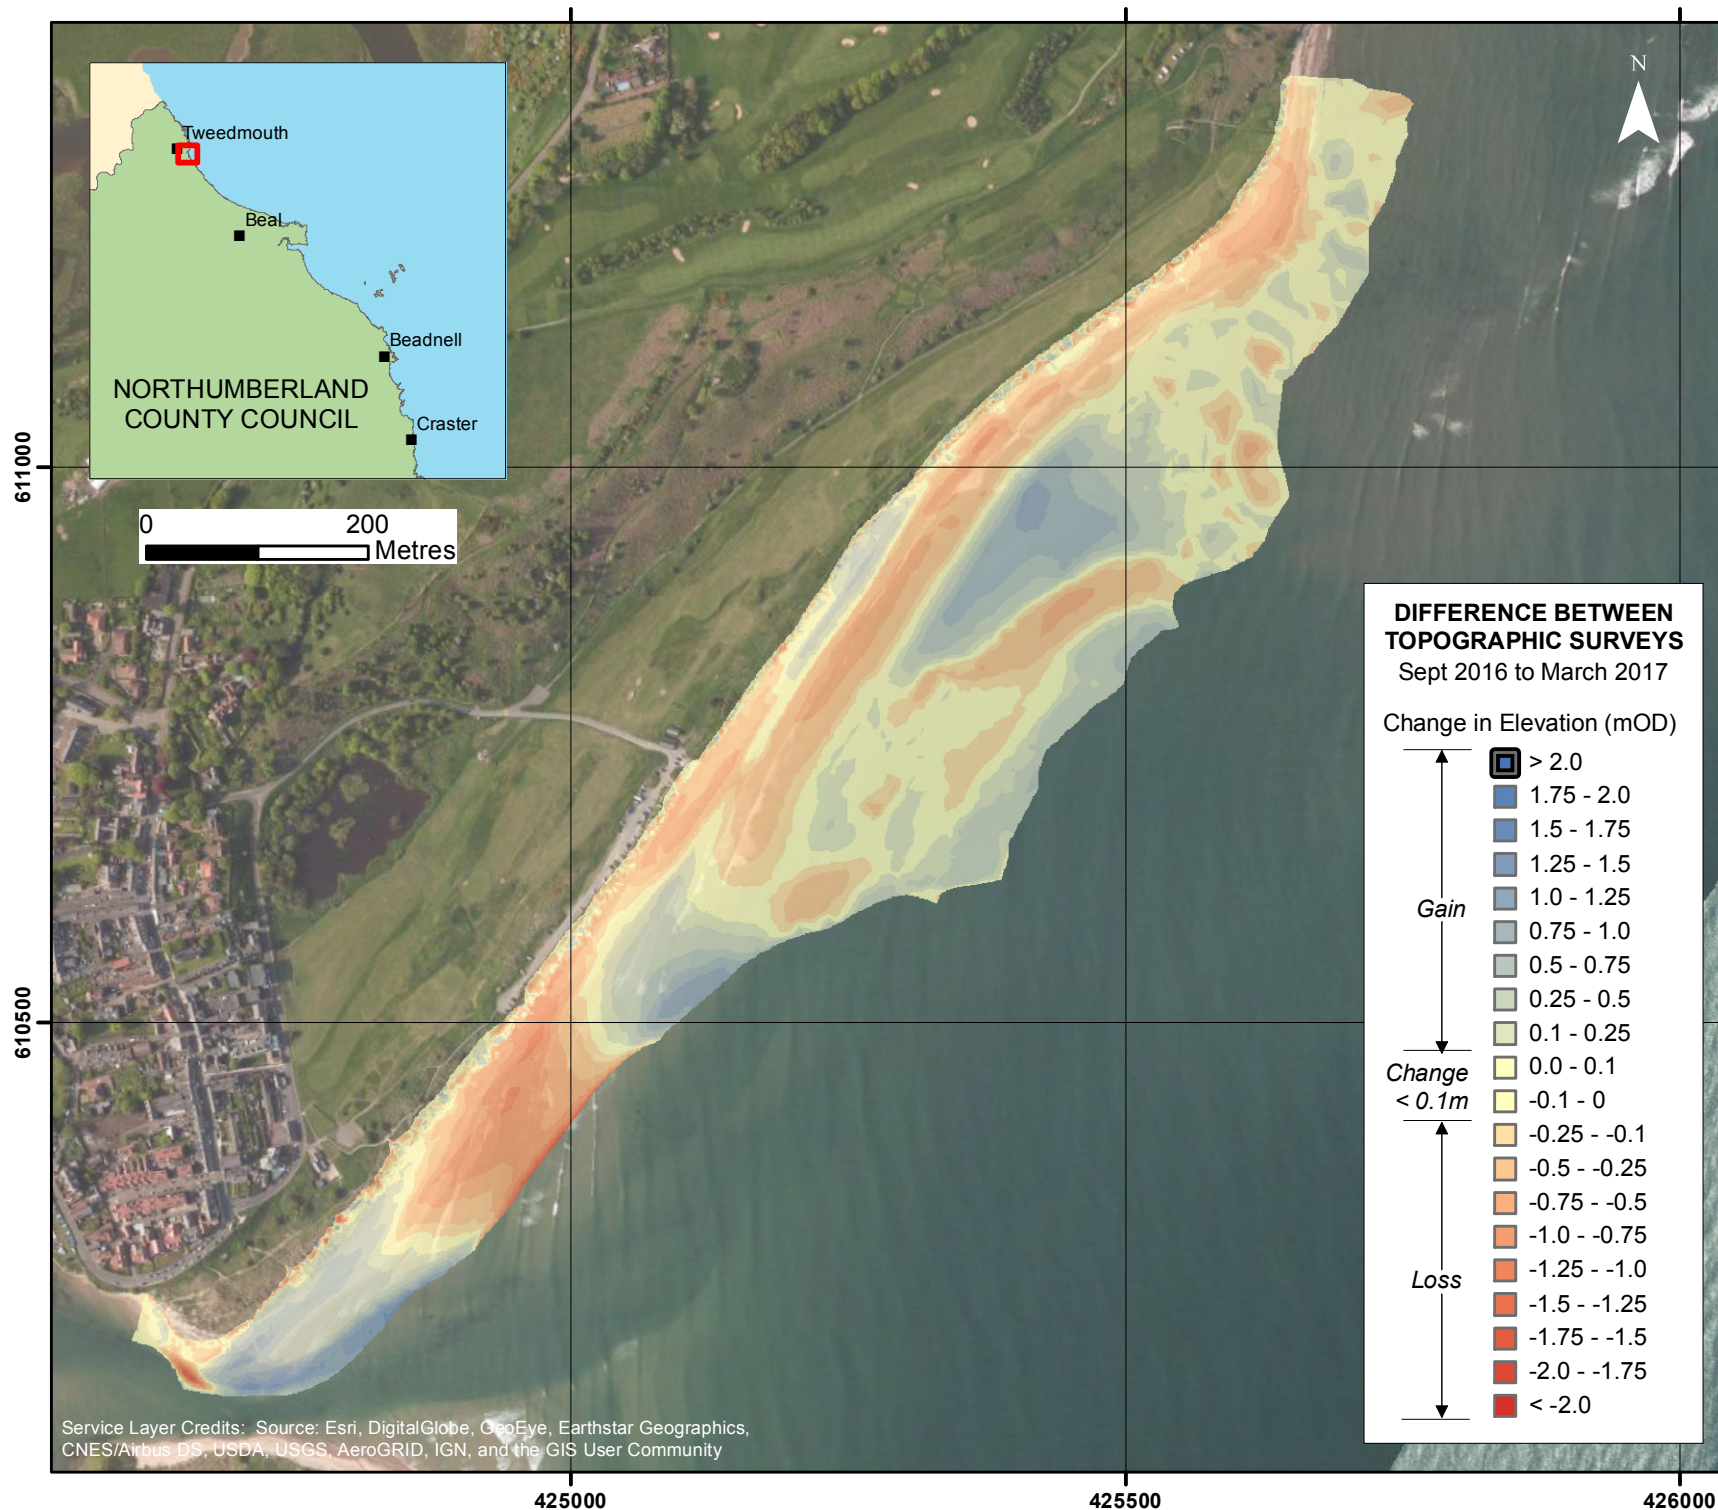 N
Tweedmouth
Beal
Beadnell
NORTHUMBERLAND
COUNTY COUNCIL
Craster
0 200
Metres
611000
610500
DIFFERENCE BETWEEN
TOPOGRAPHIC SURVEYS
Sept 2016 to March 2017
Change in Elevation (mOD)
> 2.0
1.75 - 2.0
1.5 - 1.75
1.25 - 1.5
1.0 - 1.25
Gain
0.75 - 1.0
0.5 - 0.75
0.25 - 0.5
0.1 - 0.25
0.0 - 0.1
Change
< 0.1m
-0.1 - 0
-0.25 - -0.1
-0.5 - -0.25
-0.75 - -0.5
-1.0 - -0.75
-1.25 - -1.0
Loss
-1.5 - -1.25
-1.75 - -1.5
-2.0 - -1.75
< -2.0
Service Layer Credits: Source: Esri, DigitalGlobe, GeoEye, Earthstar Geographics,
CNES/Airbus DS, USDA, USGS, AeroGRID, IGN, and the GIS User Community
425000 425500 426000